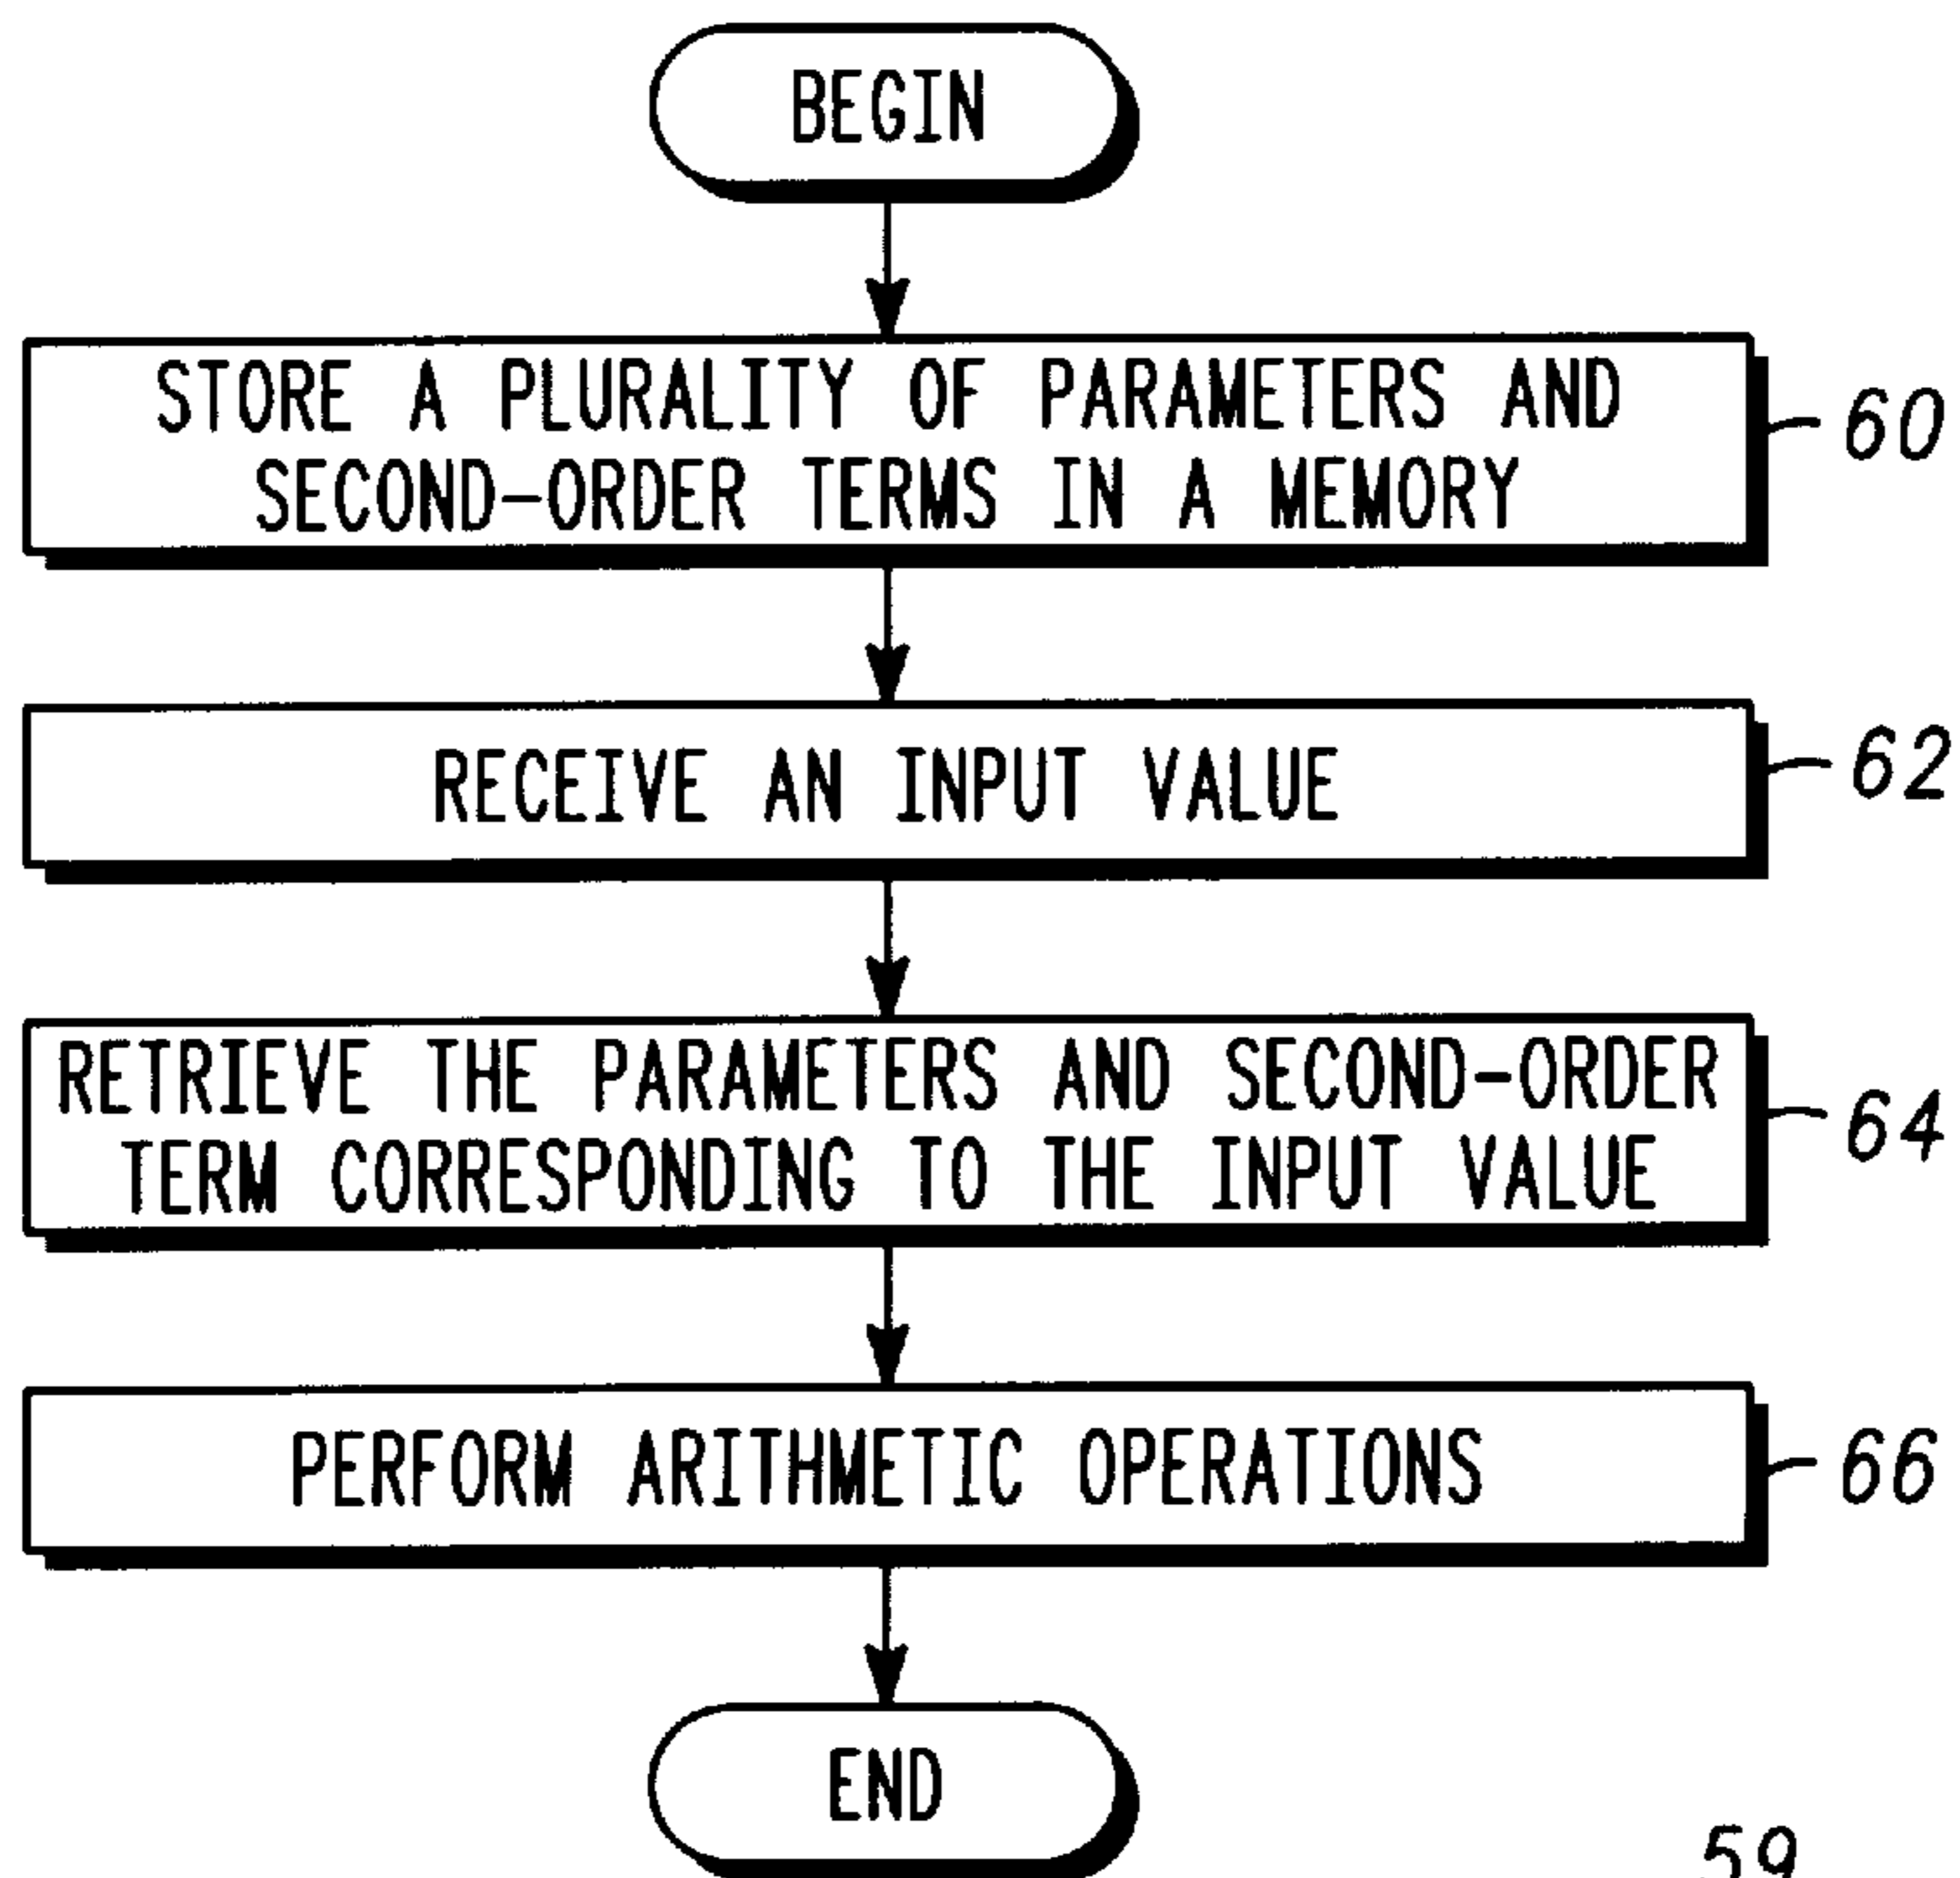 BEGIN
STORE A PLURALITY OF PARAMETERS AND
SECOND-ORDER TERMS IN A MEMORY
60
RECEIVE AN INPUT VALUE
62
RETRIEVE THE PARAMETERS AND SECOND-ORDER
TERM CORRESPONDING TO THE INPUT VALUE
64
PERFORM ARITHMETIC OPERATIONS
66
END
59